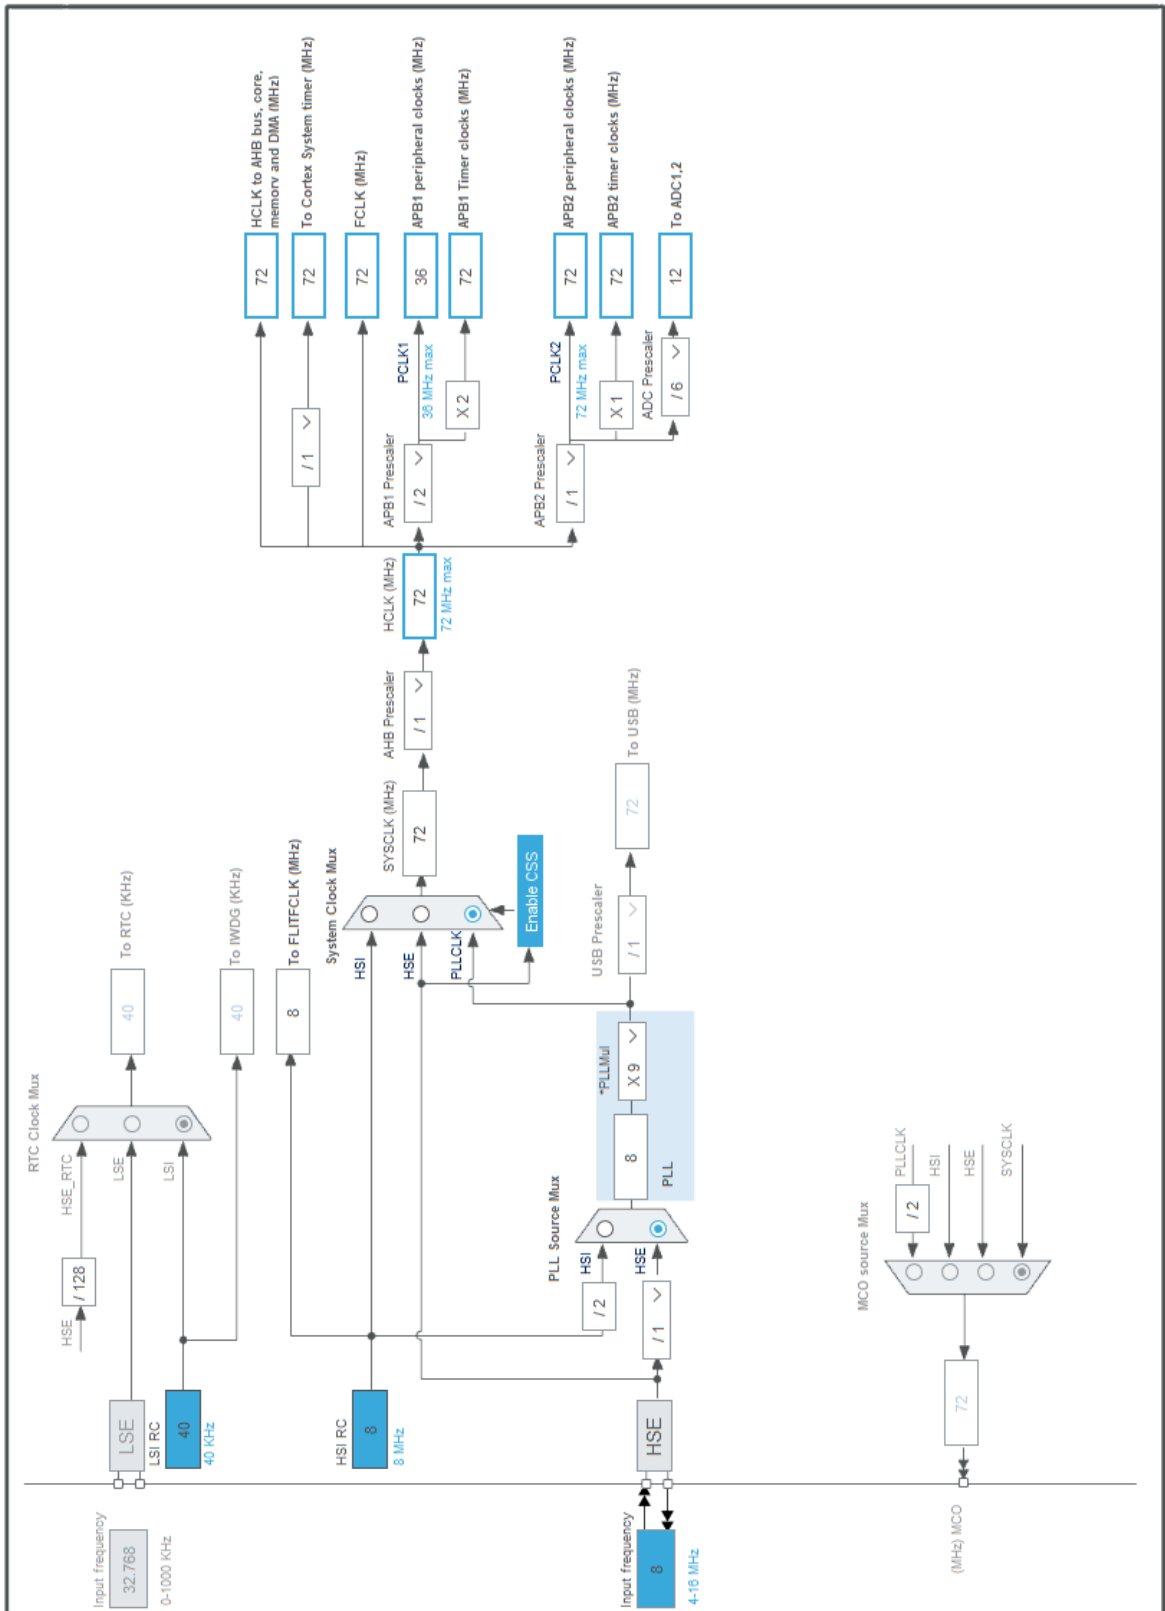 Input frequency
32.768
0-1000 KHz
LSE
LSI RC
40
40 KHz
HSE
/ 128
HSE_RTC
LSE
LSI
RTC Clock Mux
40
To RTC (KHz)
40
To IWDG (KHz)
8
To FLITFCLK (MHz)
HSI RC
8
8 MHz
Input frequency
8
4-16 MHz
HSE
/ 2
/ 1
HSI
HSE
PLL Source Mux
8
*PLLMul
X 9
PLL
USB Prescaler
/ 1
72
To USB (MHz)
System Clock Mux
HSI
HSE
PLLCLK
Enable CSS
SYSCLK (MHz)
72
AHB Prescaler
/ 1
HCLK (MHz)
72
72 MHz max
/ 1
APB1 Prescaler
/ 2
PCLK1
36 MHz max
X 2
APB2 Prescaler
/ 1
PCLK2
72 MHz max
X 1
ADC Prescaler
/ 6
72
HCLK to AHB bus, core,
memory and DMA (MHz)
72
To Cortex System timer (MHz)
72
FCLK (MHz)
36
APB1 peripheral clocks (MHz)
72
APB1 Timer clocks (MHz)
72
APB2 peripheral clocks (MHz)
72
APB2 timer clocks (MHz)
12
To ADC1,2
(MHz) MCO
72
MCO source Mux
/ 2
PLLCLK
HSI
HSE
SYSCLK